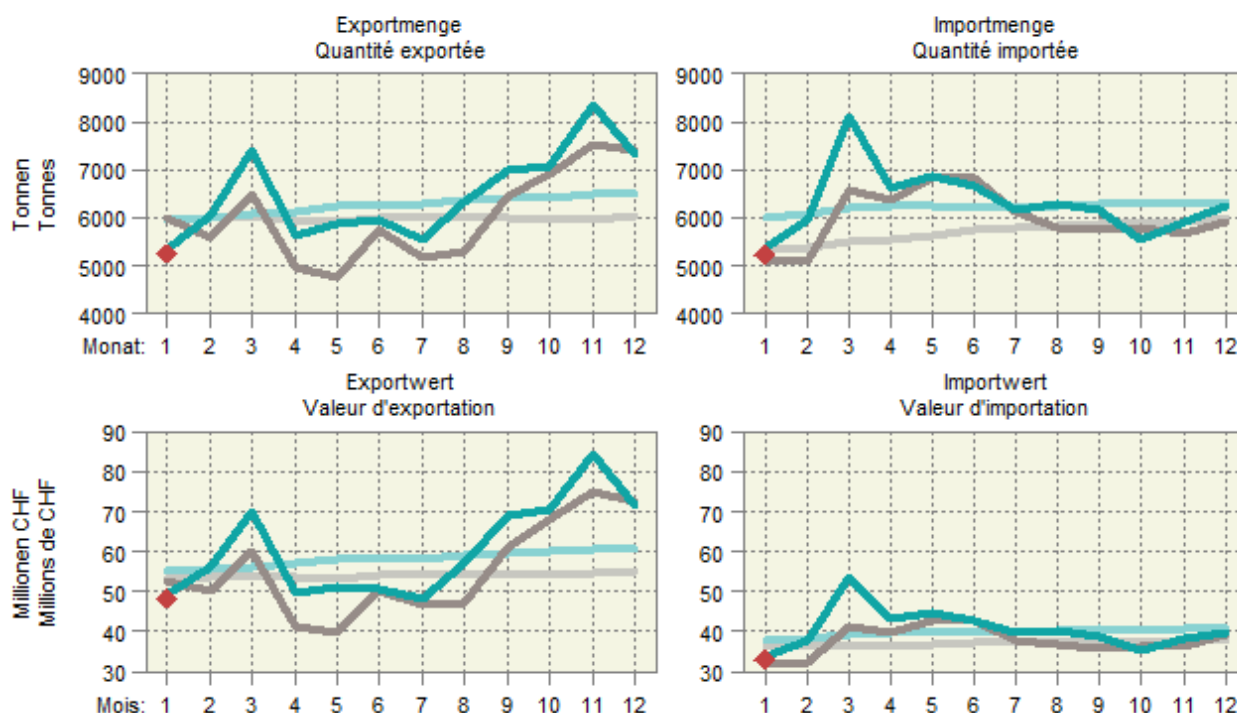 Exportmenge
Quantité exportée
Tonnen
Tonnes
9000
8000
7000
6000
5000
4000
Monat: 1 2 3 4 5 6 7 8 9 10 11 12
Importmenge
Quantité importée
9000
8000
7000
6000
5000
4000
1 2 3 4 5 6 7 8 9 10 11 12
Exportwert
Valeur d'exportation
Millionen CHF
Millions de CHF
90
80
70
60
50
40
30
Mois: 1 2 3 4 5 6 7 8 9 10 11 12
Importwert
Valeur d'importation
90
80
70
60
50
40
30
1 2 3 4 5 6 7 8 9 10 11 12